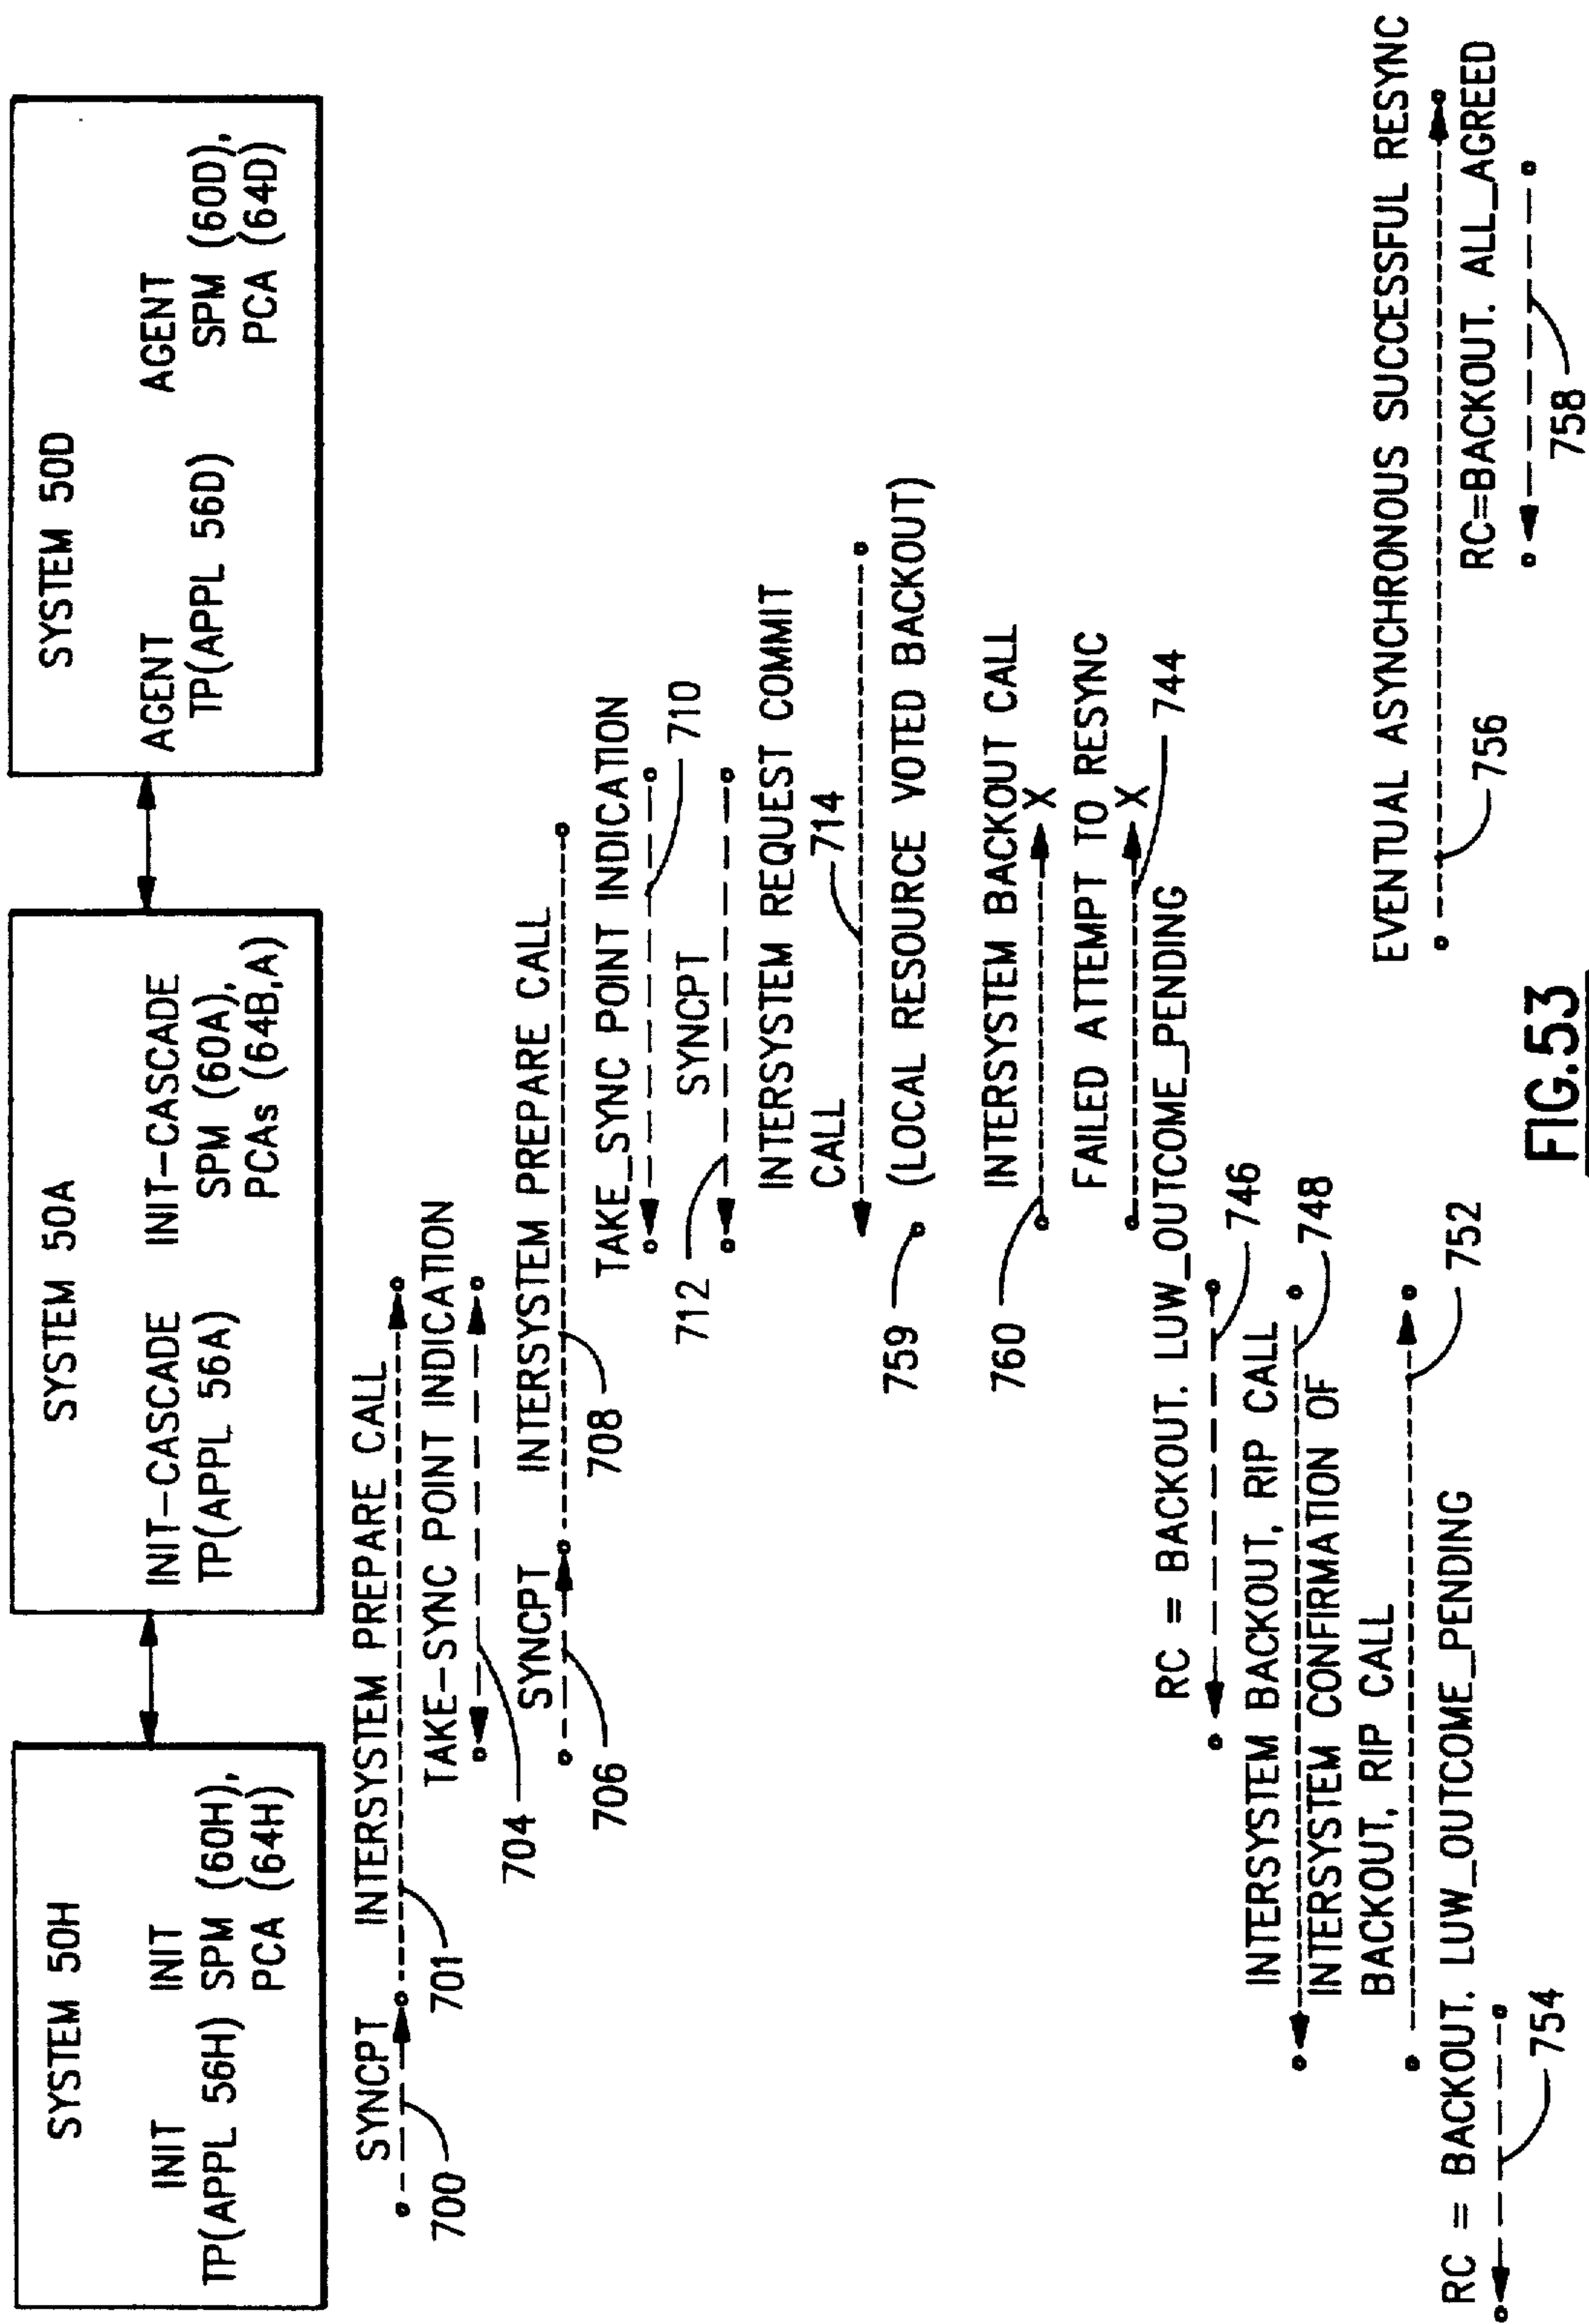 SYSTEM 50H
INIT
INIT
TP(APPL 56H)
SPM (60H),
PCA (64H)
SYSTEM 50A
INIT-CASCADE
INIT-CASCADE
TP(APPL 56A)
SPM (60A),
PCAs (64B,A)
SYSTEM 50D
AGENT
AGENT
TP(APPL 56D)
SPM (60D),
PCA (64D)
SYNCPT
INTERSYSTEM PREPARE CALL
700
701
TAKE-SYNC POINT INDICATION
704
SYNCPT
INTERSYSTEM PREPARE CALL
706
708
TAKE_SYNC POINT INDICATION
710
SYNCPT
712
INTERSYSTEM REQUEST COMMIT
CALL
714
759
(LOCAL RESOURCE VOTED BACKOUT)
INTERSYSTEM BACKOUT CALL
X
760
FAILED ATTEMPT TO RESYNC
X
744
RC = BACKOUT. LUW_OUTCOME_PENDING
746
INTERSYSTEM BACKOUT, RIP CALL
748
INTERSYSTEM CONFIRMATION OF
BACKOUT, RIP CALL
752
RC = BACKOUT. LUW_OUTCOME_PENDING
754
EVENTUAL ASYNCHRONOUS SUCCESSFUL RESYNC
756
RC=BACKOUT. ALL_AGREED
758
FIG.53